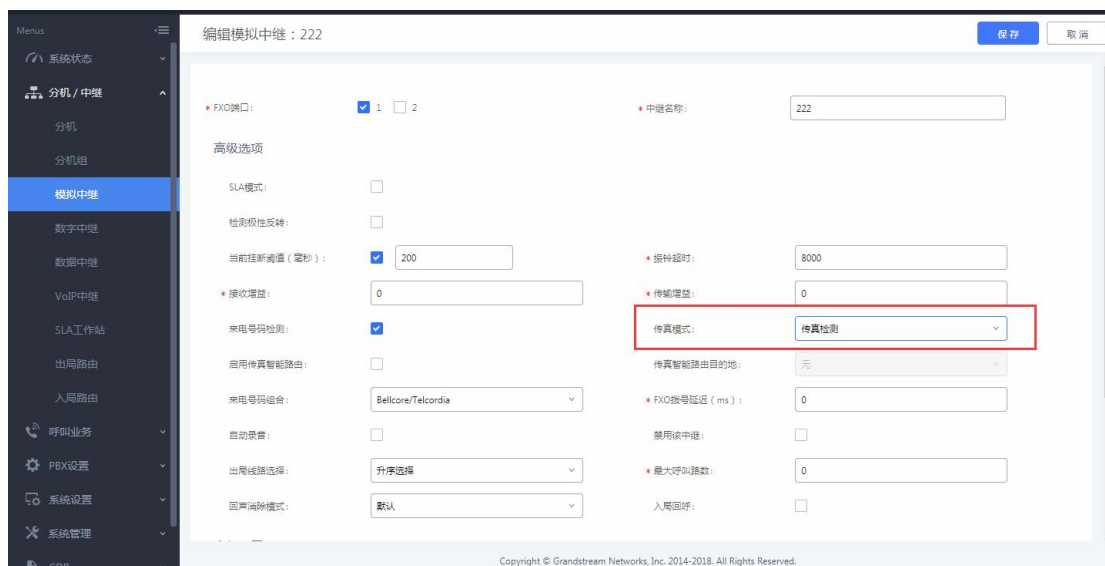 Menus
系统状态
分机 / 中继
分机
分机组
模拟中继
数字中继
数据中继
VoIP中继
SLA工作站
出局路由
入局路由
呼叫业务
PBX设置
系统设置
系统管理
CDR
编辑模拟中继：222
保存 取消
* FXO端口： 1 2 * 中继名称： 222
高级选项
SLA模式：
检测极性反转：
当前挂断阈值（毫秒）： 200 * 振铃超时： 8000
* 接收增益： 0 * 传输增益： 0
来电号码检测： 传真模式： 传真检测
启用传真智能路由： 传真智能路由目的地： 无
来电号码组合： Bellcore/Telcordia * FXO拨号延迟（ms）： 0
自动录音： 禁用该中继：
出局线路选择： 升序选择 * 最大呼叫路数： 0
回声消除模式： 默认 入局回呼：
Copyright © Grandstream Networks, Inc. 2014-2018. All Rights Reserved.